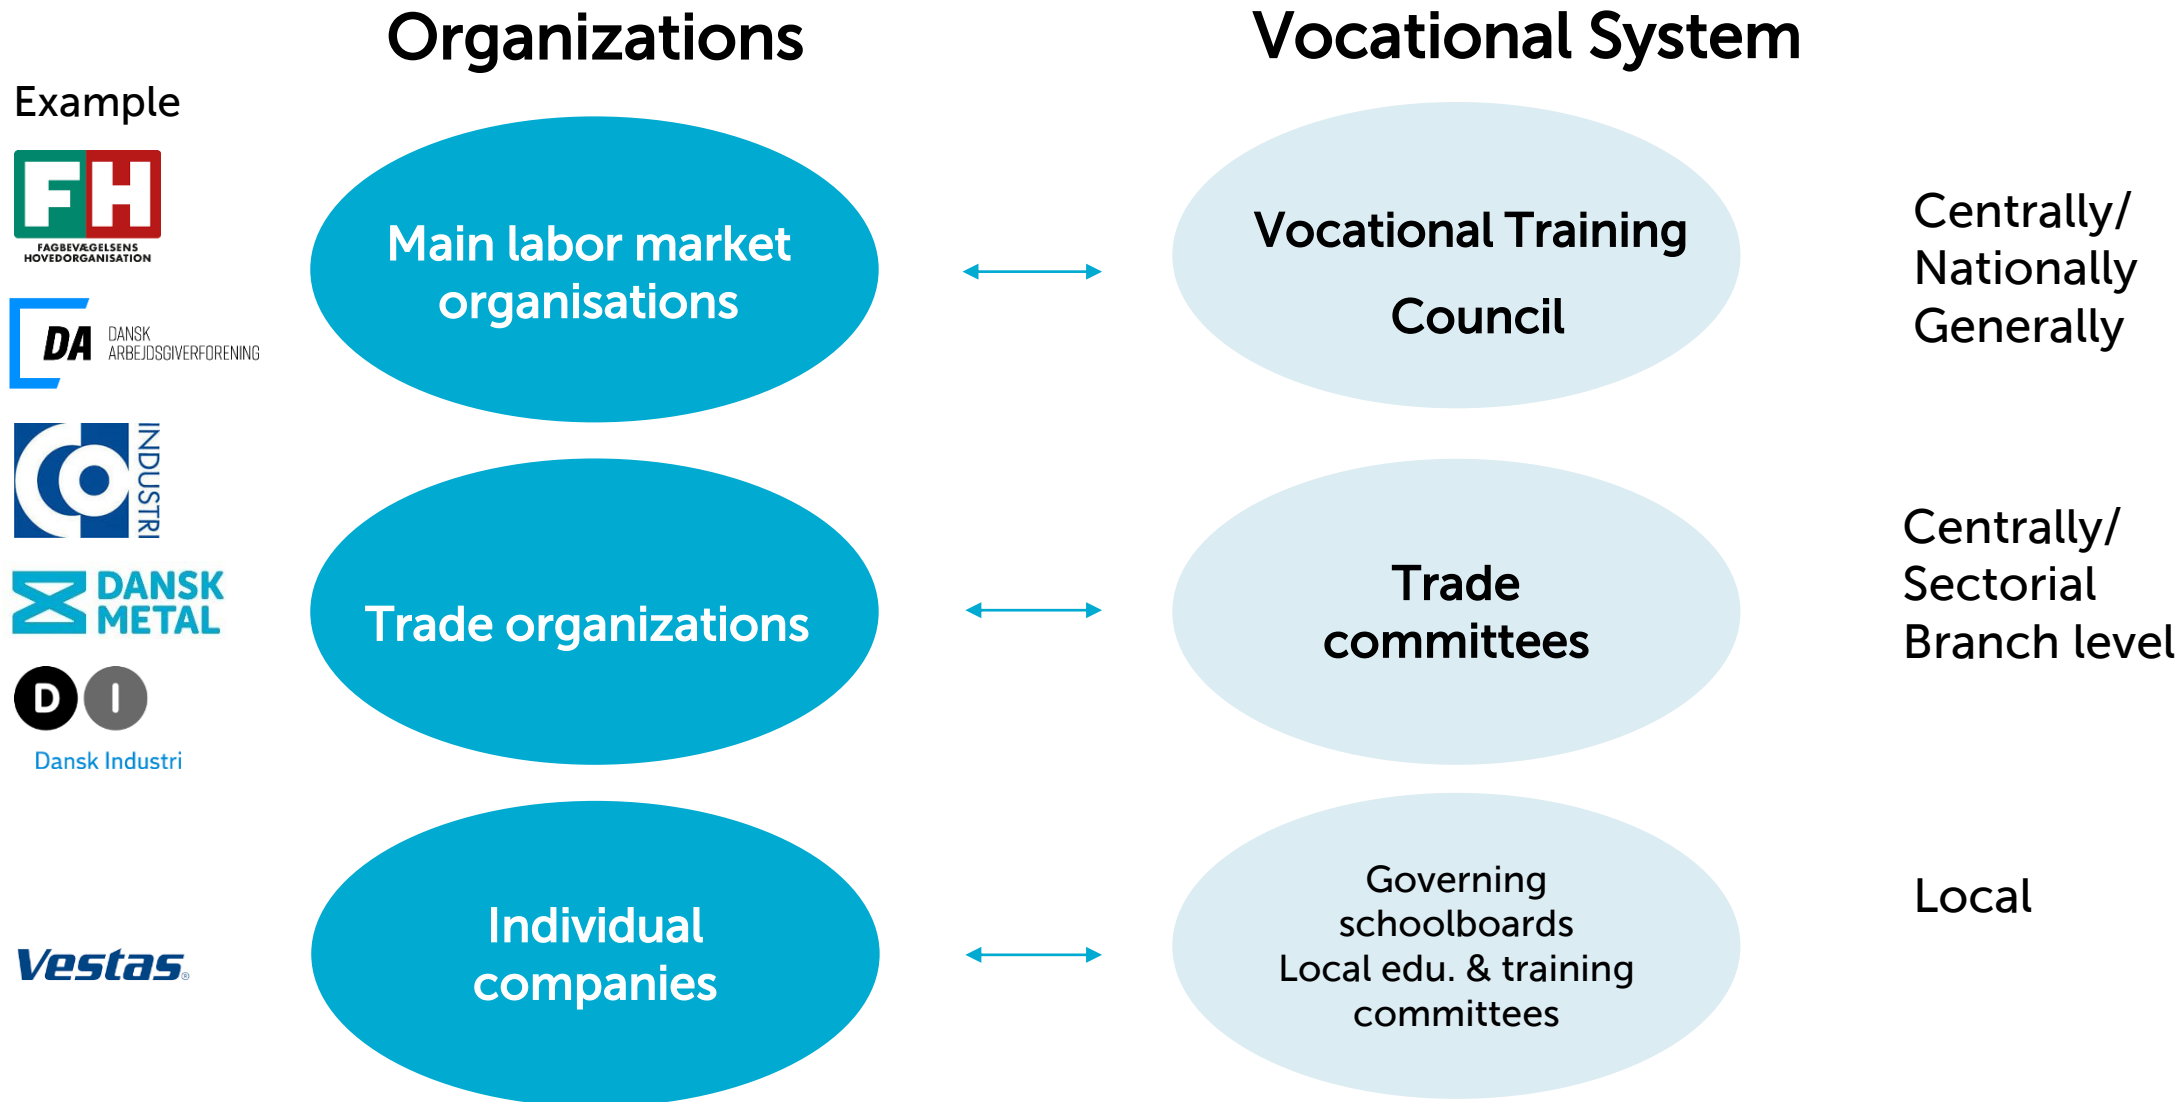 Organizations
Vocational System
Example
FH
FAGBEVÆGELSENS
HOVEDORGANISATION
Main labor market
organisations
Vocational Training
Council
Centrally/
Nationally
Generally
DA
DANSK
ARBEJDSGIVERFORENING
CO
INDUSTRI
DANSK
METAL
D I
Dansk Industri
Trade organizations
Trade
committees
Centrally/
Sectorial
Branch level
Vestas®
Individual
companies
Governing
schoolboards
Local edu. & training
committees
Local